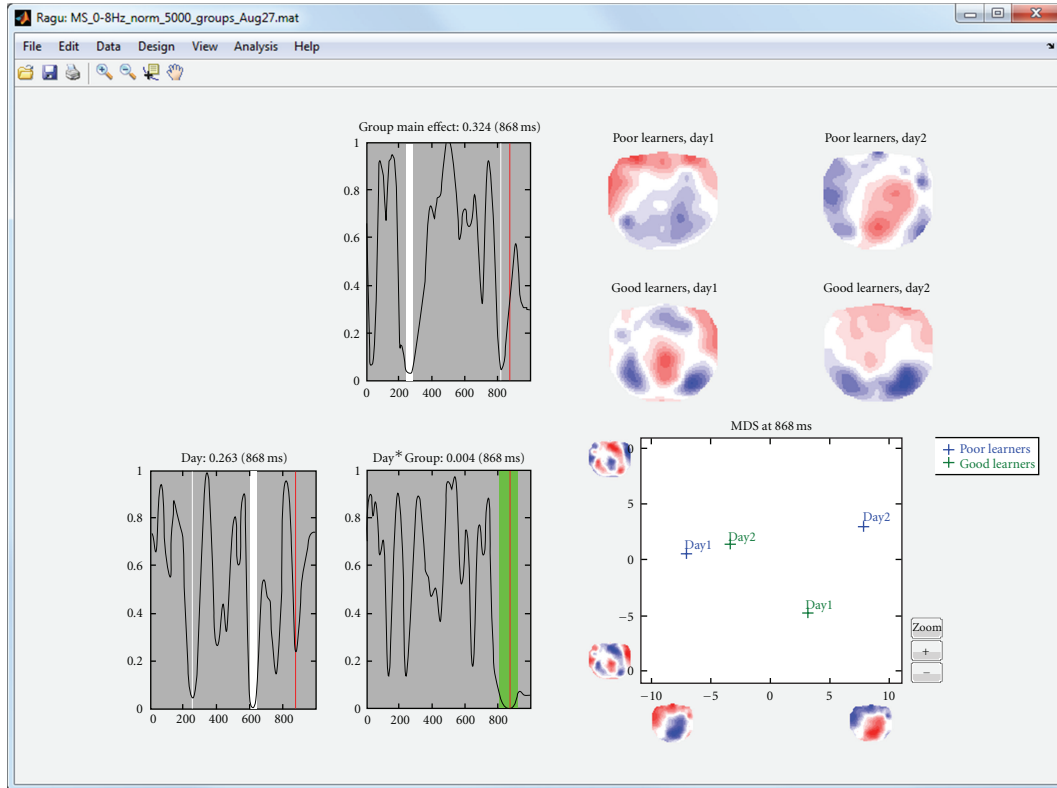 Ragu: MS_0-8Hz_norm_5000_groups_Aug27.mat
File Edit Data Design View Analysis Help
Group main effect: 0.324 (868 ms)
1
0.8
0.6
0.4
0.2
0
0 200 400 600 800
Poor learners, day1
Poor learners, day2
Good learners, day1
Good learners, day2
Day: 0.263 (868 ms)
1
0.8
0.6
0.4
0.2
0
0 200 400 600 800
Day* Group: 0.004 (868 ms)
1
0.8
0.6
0.4
0.2
0
0 200 400 600 800
MDS at 868 ms
0
5
0
−5
0
−10 −5 0 5 10
Day1
Day2
Day2
Day1
Poor learners
Good learners
Zoom
+
−